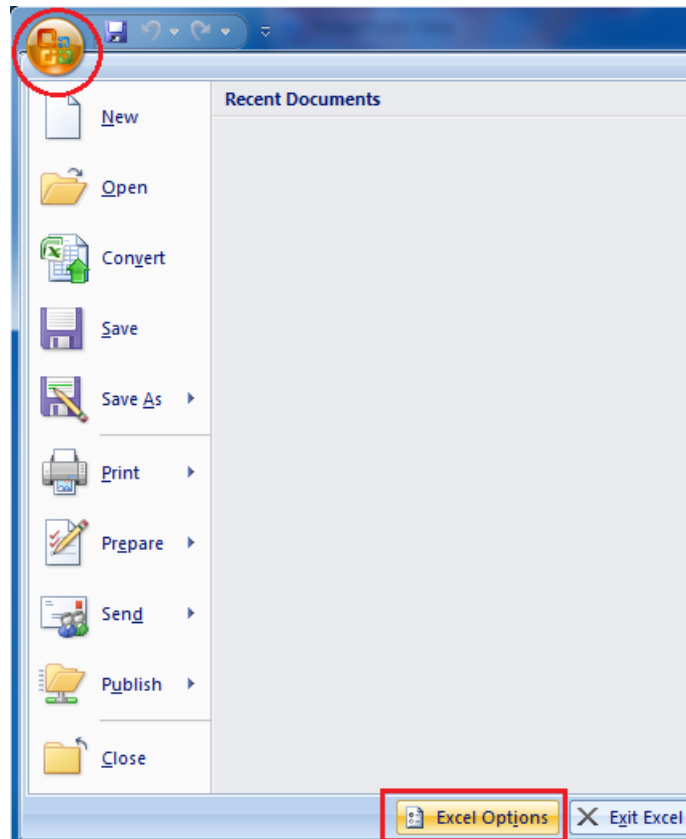 Recent Documents
New
Open
Convert
Save
Save As
Print
Prepare
Send
Publish
Close
Excel Options
Exit Excel